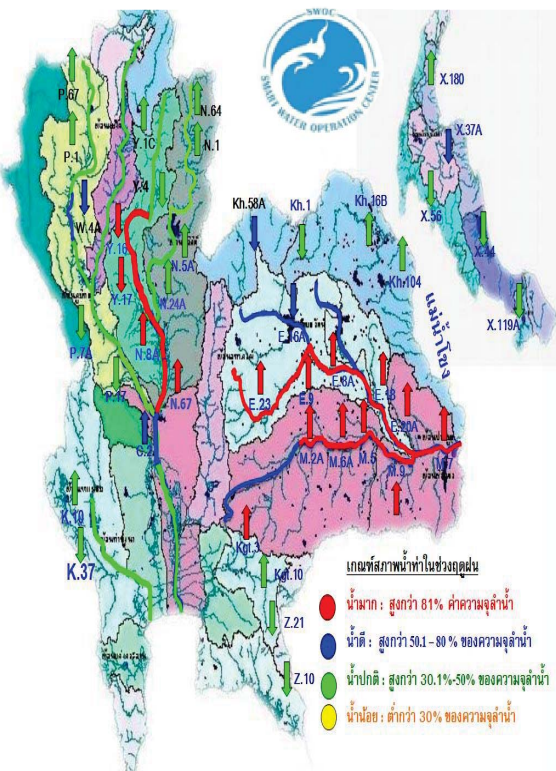 SWOC
SMART WATER OPERATION CENTER
P.67
N.64
Y.1C
N.1
P.1
Y.4
W.4A
Y.16
N.5A
Y.17
N.24A
P.7A
N.8A
P.17
N.67
C.2
K.10
K.37
X.180
X.37A
X.56
X.44
X.119A
Kh.58A
Kh.1
Kh.16B
Kh.104
แม่น้ำโขง
E.16A
E.8A
E.23
E.9
E.18
E.20A
M.2A
M.6A
M.5
M.9
M.7
Kgt.3
Kgt.10
Z.21
Z.10
เกณฑ์สภาพน้ำท่าในช่วงฤดูฝน
น้ำมาก : สูงกว่า 81% ค่าความจุลำน้ำ
น้ำดี : สูงกว่า 50.1 – 80 % ของความจุลำน้ำ
น้ำปกติ : สูงกว่า 30.1%-50% ของความจุลำน้ำ
น้ำน้อย : ต่ำกว่า 30% ของความจุลำน้ำ